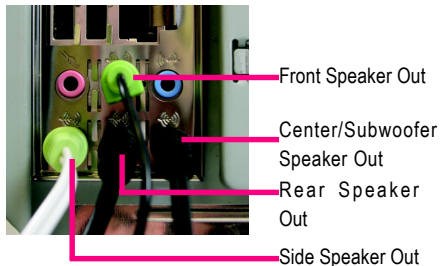 Front Speaker Out
Center/Subwoofer
Speaker Out
Rear Speaker
Out
Side Speaker Out